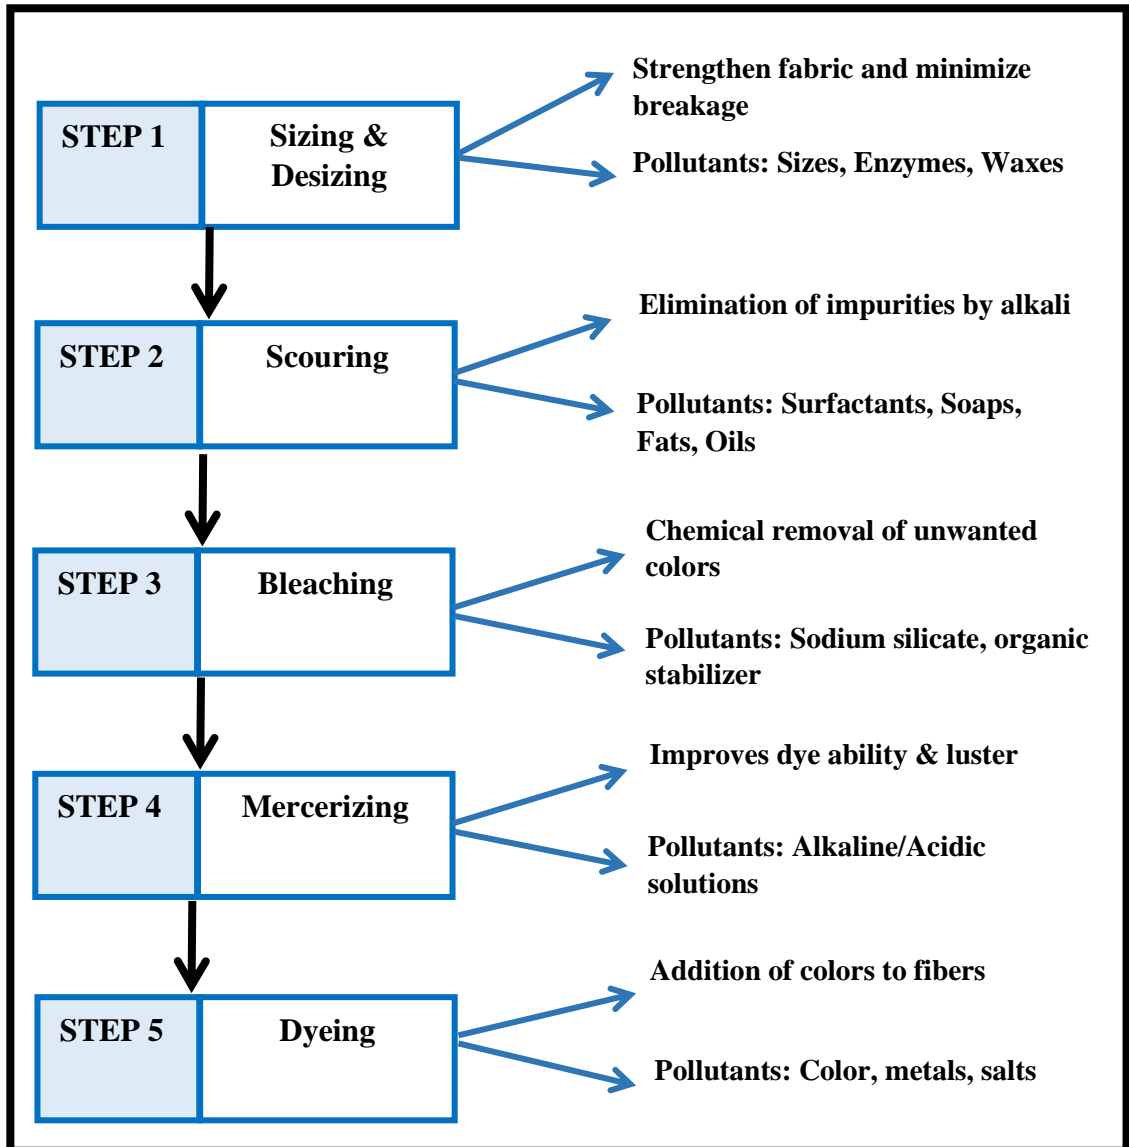 STEP 1
Sizing &
Desizing
Strengthen fabric and minimize
breakage
Pollutants: Sizes, Enzymes, Waxes
STEP 2
Scouring
Elimination of impurities by alkali
Pollutants: Surfactants, Soaps,
Fats, Oils
STEP 3
Bleaching
Chemical removal of unwanted
colors
Pollutants: Sodium silicate, organic
stabilizer
STEP 4
Mercerizing
Improves dye ability & luster
Pollutants: Alkaline/Acidic
solutions
STEP 5
Dyeing
Addition of colors to fibers
Pollutants: Color, metals, salts